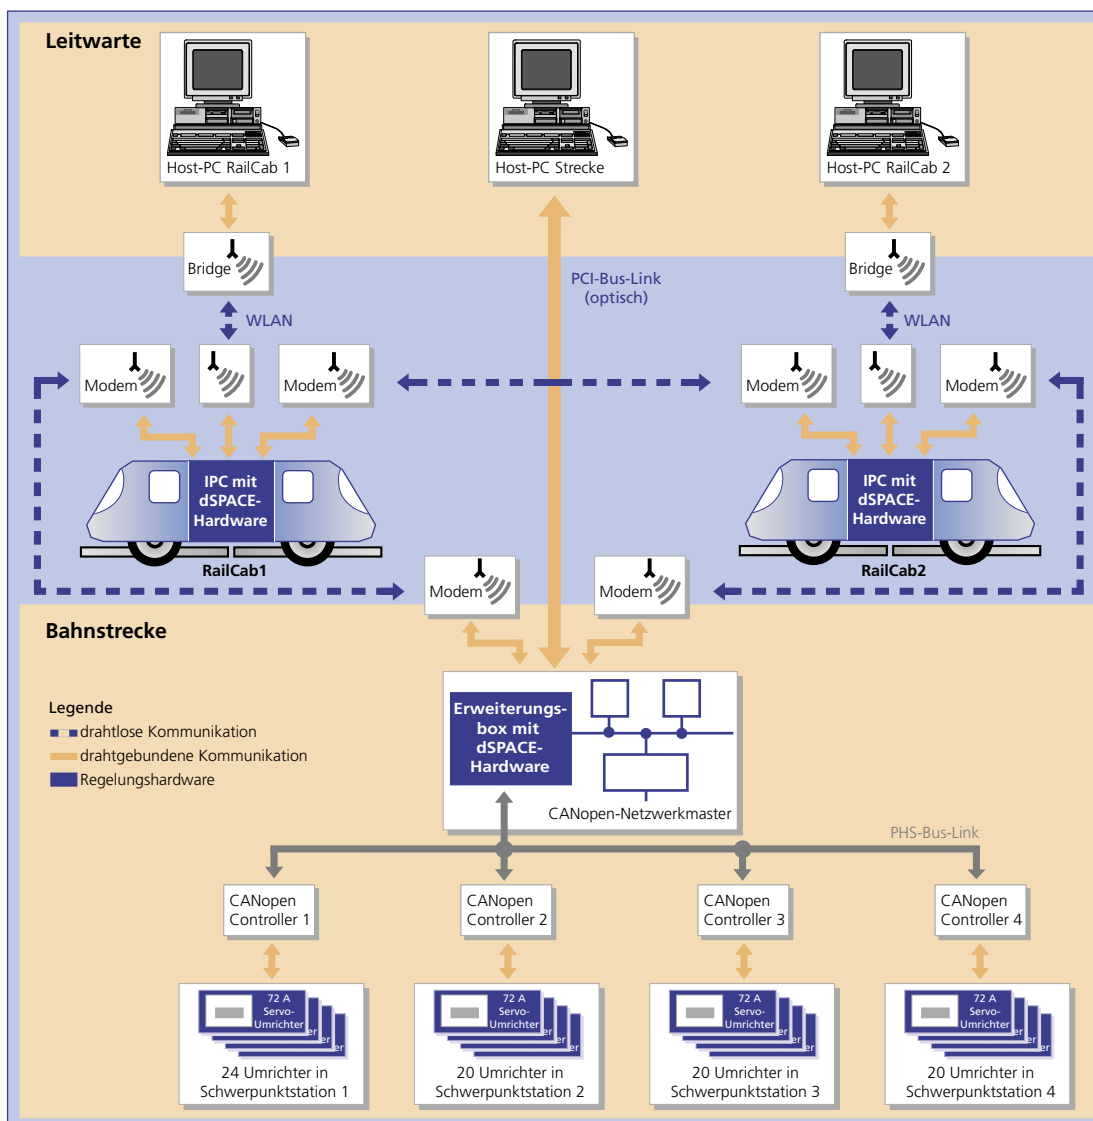 Leitwarte
Host-PC RailCab 1
Host-PC Strecke
Host-PC RailCab 2
Bridge
Bridge
PCI-Bus-Link
(optisch)
WLAN
WLAN
Modem
Modem
Modem
Modem
IPC mit
dSPACE-
Hardware
IPC mit
dSPACE-
Hardware
RailCab1
RailCab2
Modem
Modem
Bahnstrecke
Legende
drahtlose Kommunikation
drahtgebundene Kommunikation
Regelungshardware
Erweiterungs-
box mit
dSPACE-
Hardware
CANopen-Netzwerkmaster
PHS-Bus-Link
CANopen
Controller 1
CANopen
Controller 2
CANopen
Controller 3
CANopen
Controller 4
72 A
Servo-
Umrichter
er
72 A
Servo-
Umrichter
er
72 A
Servo-
Umrichter
er
72 A
Servo-
Umrichter
er
24 Umrichter in
Schwerpunktstation 1
20 Umrichter in
Schwerpunktstation 2
20 Umrichter in
Schwerpunktstation 3
20 Umrichter in
Schwerpunktstation 4